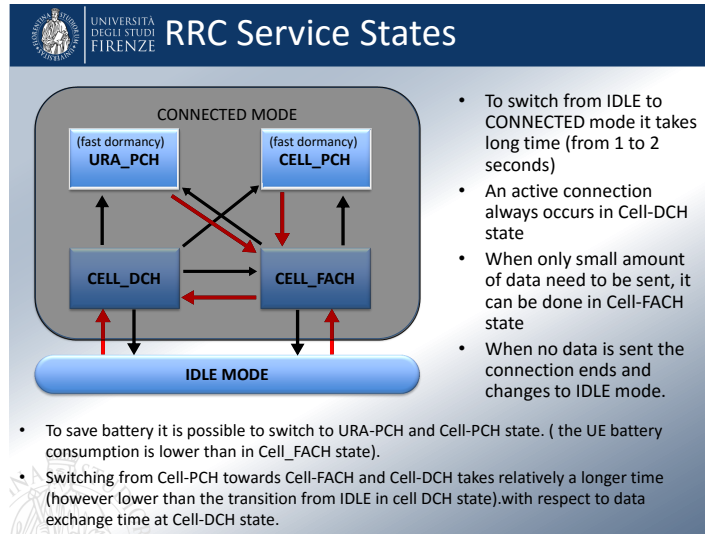 UNIVERSITÀ
DEGLI STUDI
FIRENZE
RRC Service States
CONNECTED MODE
(fast dormancy)
URA_PCH
(fast dormancy)
CELL_PCH
CELL_DCH
CELL_FACH
IDLE MODE
• To switch from IDLE to
CONNECTED mode it takes
long time (from 1 to 2
seconds)
• An active connection
always occurs in Cell-DCH
state
• When only small amount
of data need to be sent, it
can be done in Cell-FACH
state
• When no data is sent the
connection ends and
changes to IDLE mode.
• To save battery it is possible to switch to URA-PCH and Cell-PCH state. ( the UE battery
consumption is lower than in Cell_FACH state).
• Switching from Cell-PCH towards Cell-FACH and Cell-DCH takes relatively a longer time
(however lower than the transition from IDLE in cell DCH state).with respect to data
exchange time at Cell-DCH state.